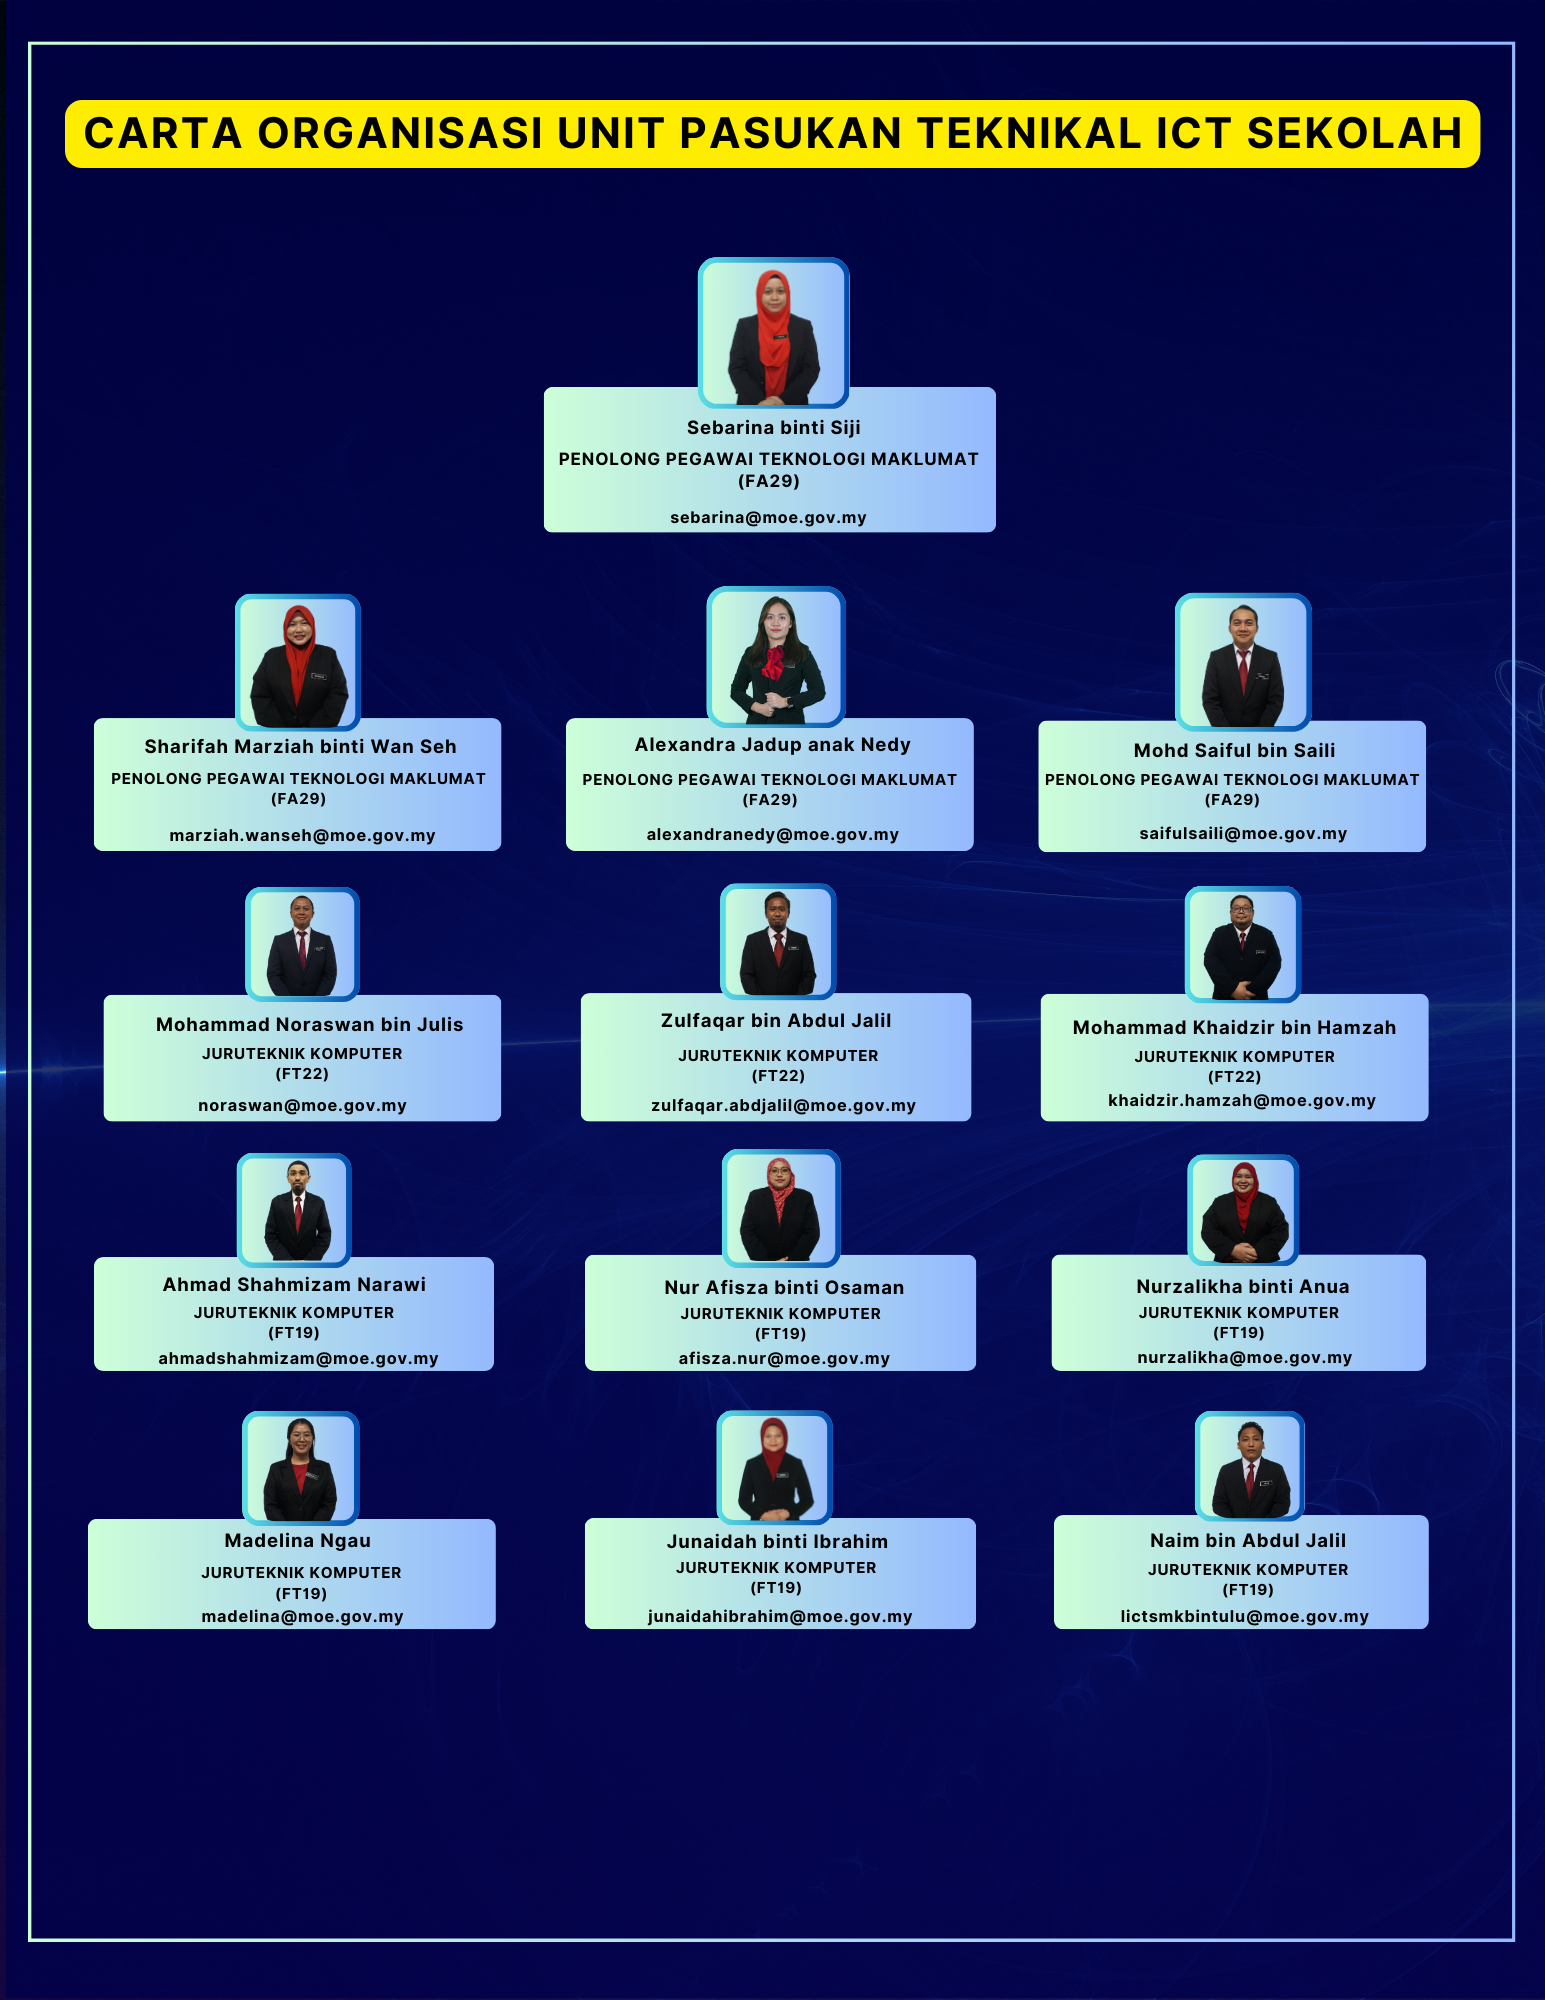 CARTA ORGANISASI UNIT PASUKAN TEKNIKAL ICT SEKOLAH
Sebarina binti Siji
PENOLONG PEGAWAI TEKNOLOGI MAKLUMAT
(FA29)
sebarina@moe.gov.my
Sharifah Marziah binti Wan Seh
PENOLONG PEGAWAI TEKNOLOGI MAKLUMAT
(FA29)
marziah.wanseh@moe.gov.my
Alexandra Jadup anak Nedy
PENOLONG PEGAWAI TEKNOLOGI MAKLUMAT
(FA29)
alexandranedy@moe.gov.my
Mohd Saiful bin Saili
PENOLONG PEGAWAI TEKNOLOGI MAKLUMAT
(FA29)
saifulsaili@moe.gov.my
Mohammad Noraswan bin Julis
JURUTEKNIK KOMPUTER
(FT22)
noraswan@moe.gov.my
Zulfaqar bin Abdul Jalil
JURUTEKNIK KOMPUTER
(FT22)
zulfaqar.abdjalil@moe.gov.my
Mohammad Khaidzir bin Hamzah
JURUTEKNIK KOMPUTER
(FT22)
khaidzir.hamzah@moe.gov.my
Ahmad Shahmizam Narawi
JURUTEKNIK KOMPUTER
(FT19)
ahmadshahmizam@moe.gov.my
Nur Afisza binti Osaman
JURUTEKNIK KOMPUTER
(FT19)
afisza.nur@moe.gov.my
Nurzalikha binti Anua
JURUTEKNIK KOMPUTER
(FT19)
nurzalikha@moe.gov.my
Madelina Ngau
JURUTEKNIK KOMPUTER
(FT19)
madelina@moe.gov.my
Junaidah binti Ibrahim
JURUTEKNIK KOMPUTER
(FT19)
junaidahibrahim@moe.gov.my
Naim bin Abdul Jalil
JURUTEKNIK KOMPUTER
(FT19)
lictsmkbintulu@moe.gov.my